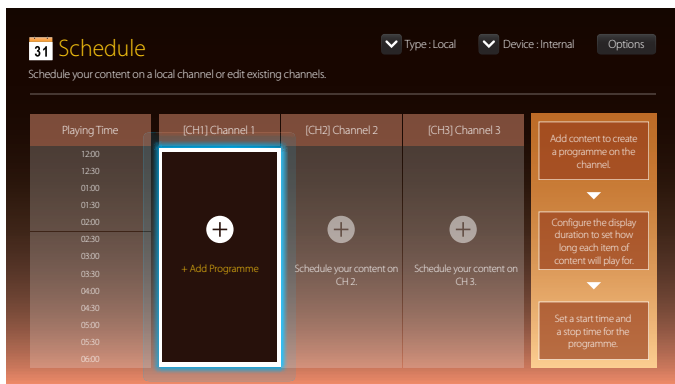 31 Schedule
Type : Local
Device : Internal
Options
Schedule your content on a local channel or edit existing channels.
Playing Time
[CH1] Channel 1
[CH2] Channel 2
[CH3] Channel 3
12:00
12:30
01:00
01:30
02:00
02:30
03:00
03:30
04:00
04:30
05:00
05:30
06:00
+ Add Programme
Schedule your content on
CH 2.
Schedule your content on
CH 3.
Add content to create
a programme on the
channel.
Configure the display
duration to set how
long each item of
content will play for.
Set a start time and
a stop time for the
programme.